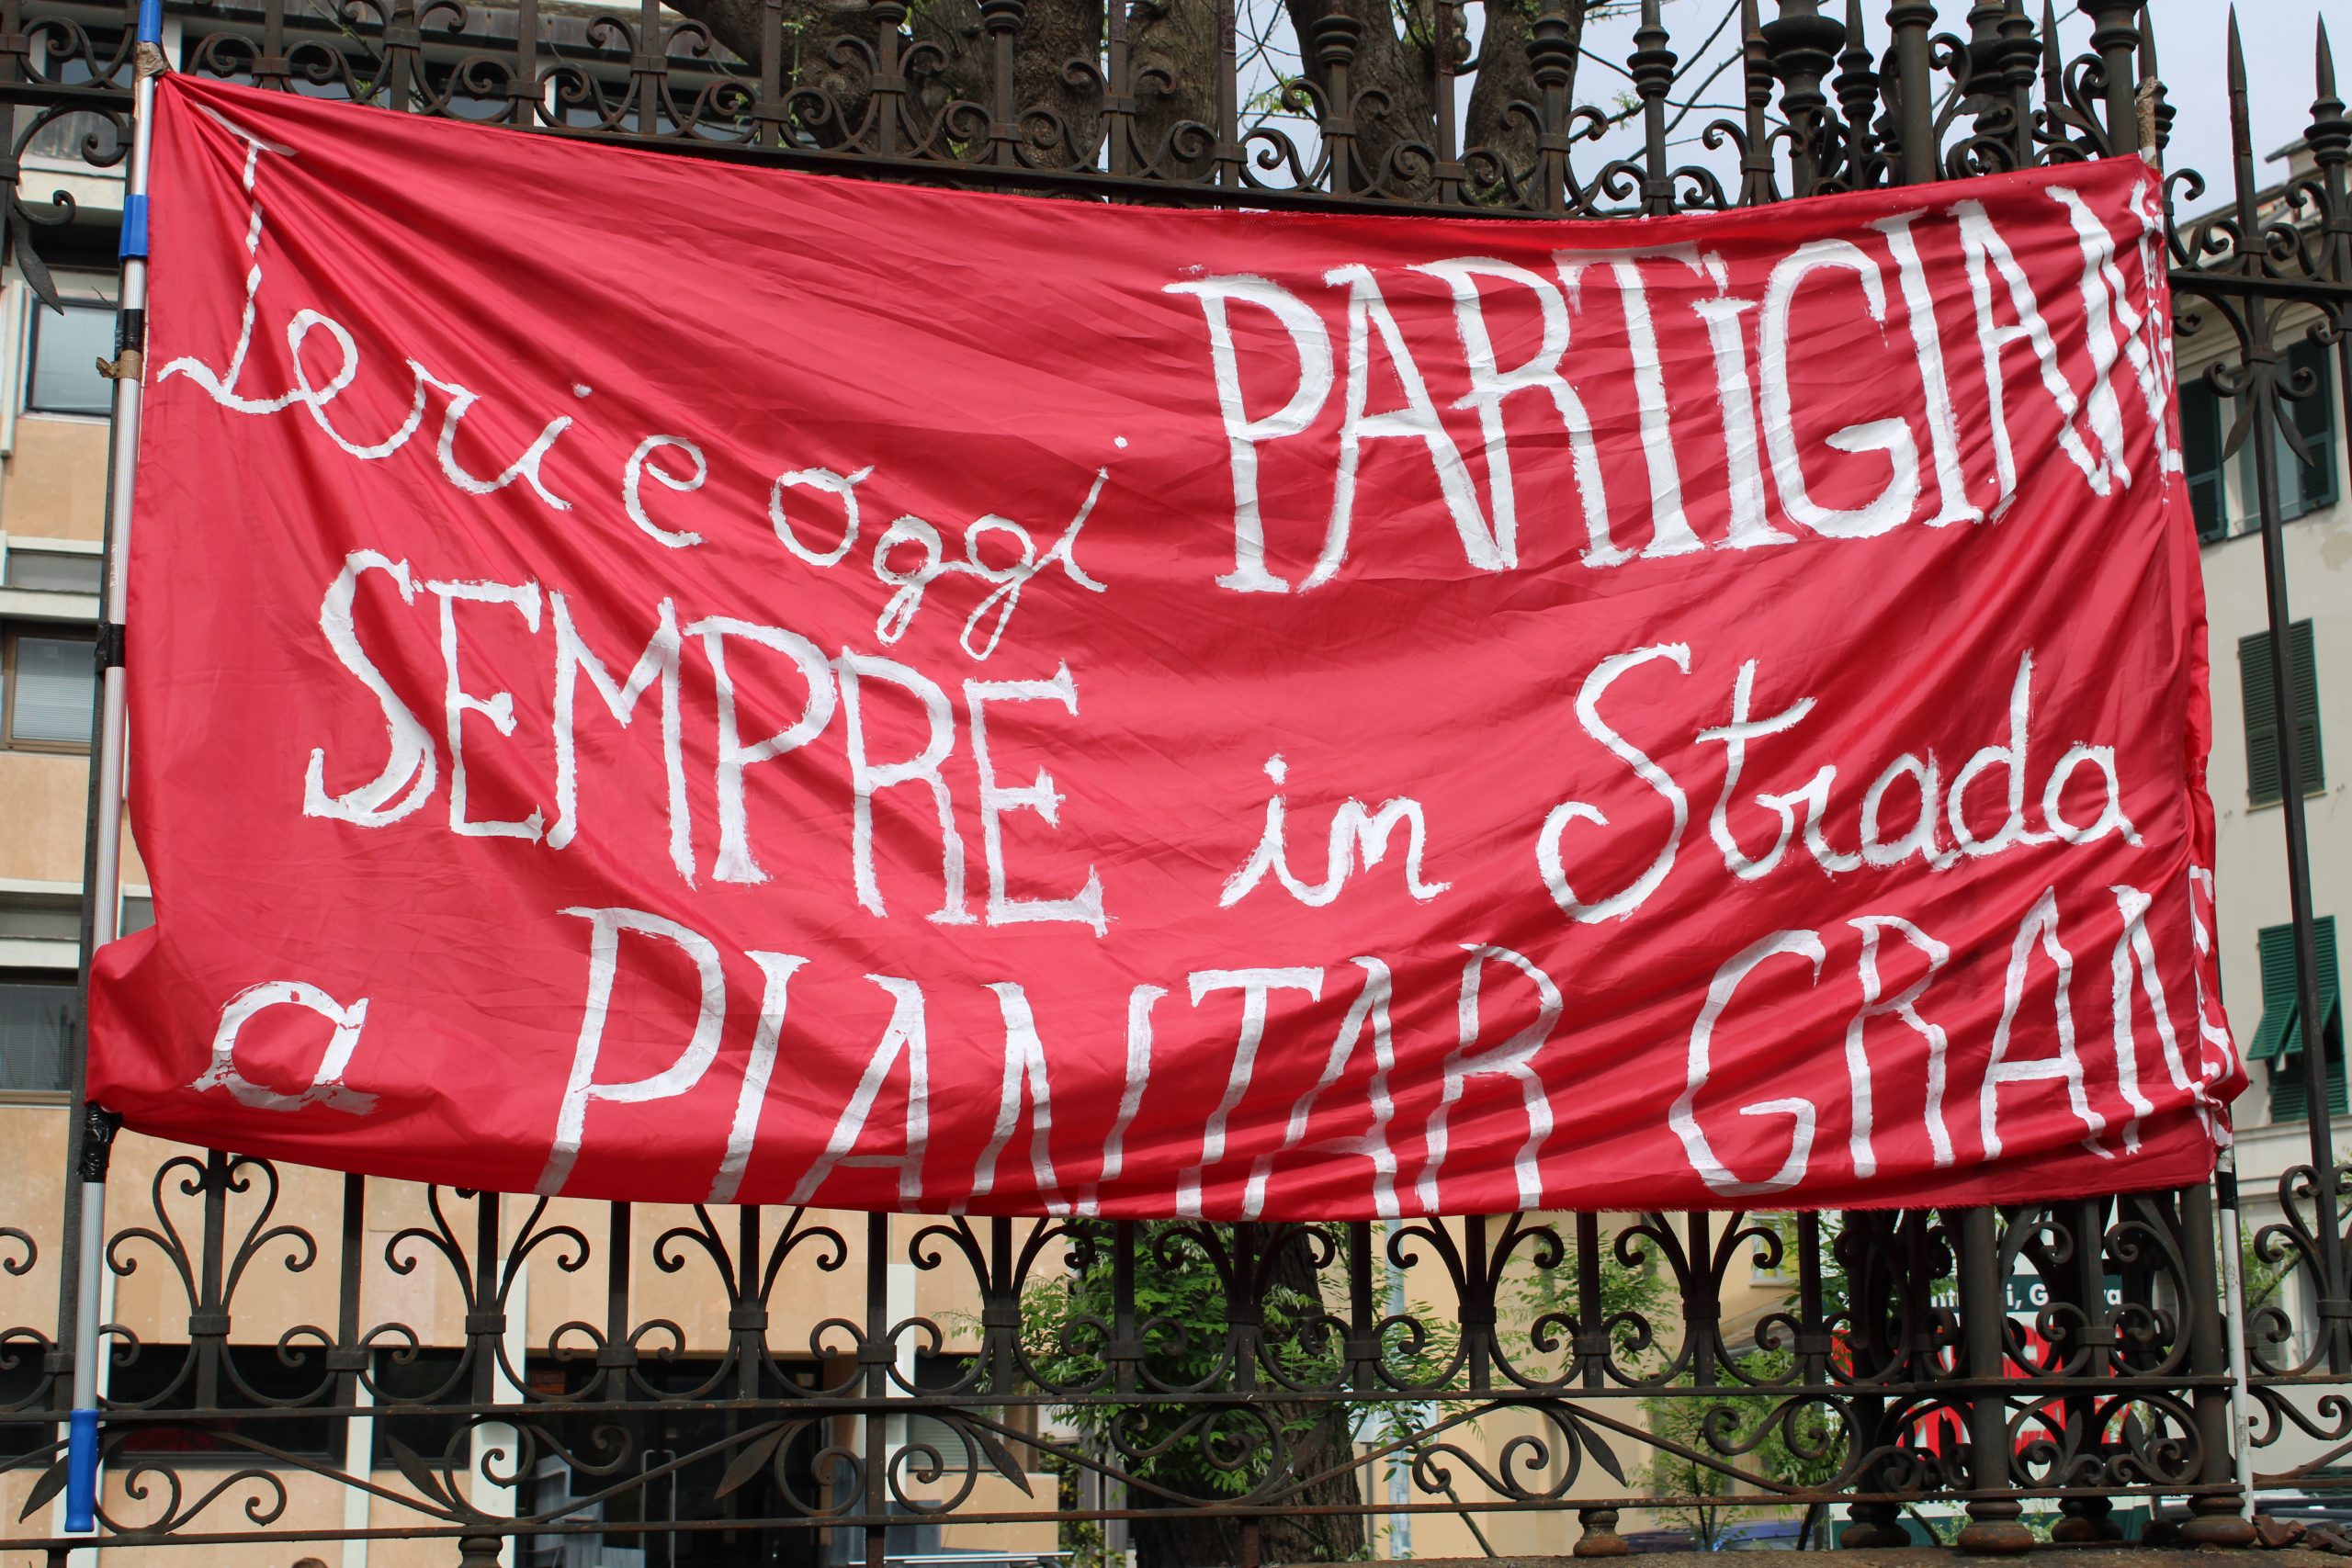 Ieri e oggi PARTIGIAN
SEMPRE in Strada
a PIANTAR GRAN